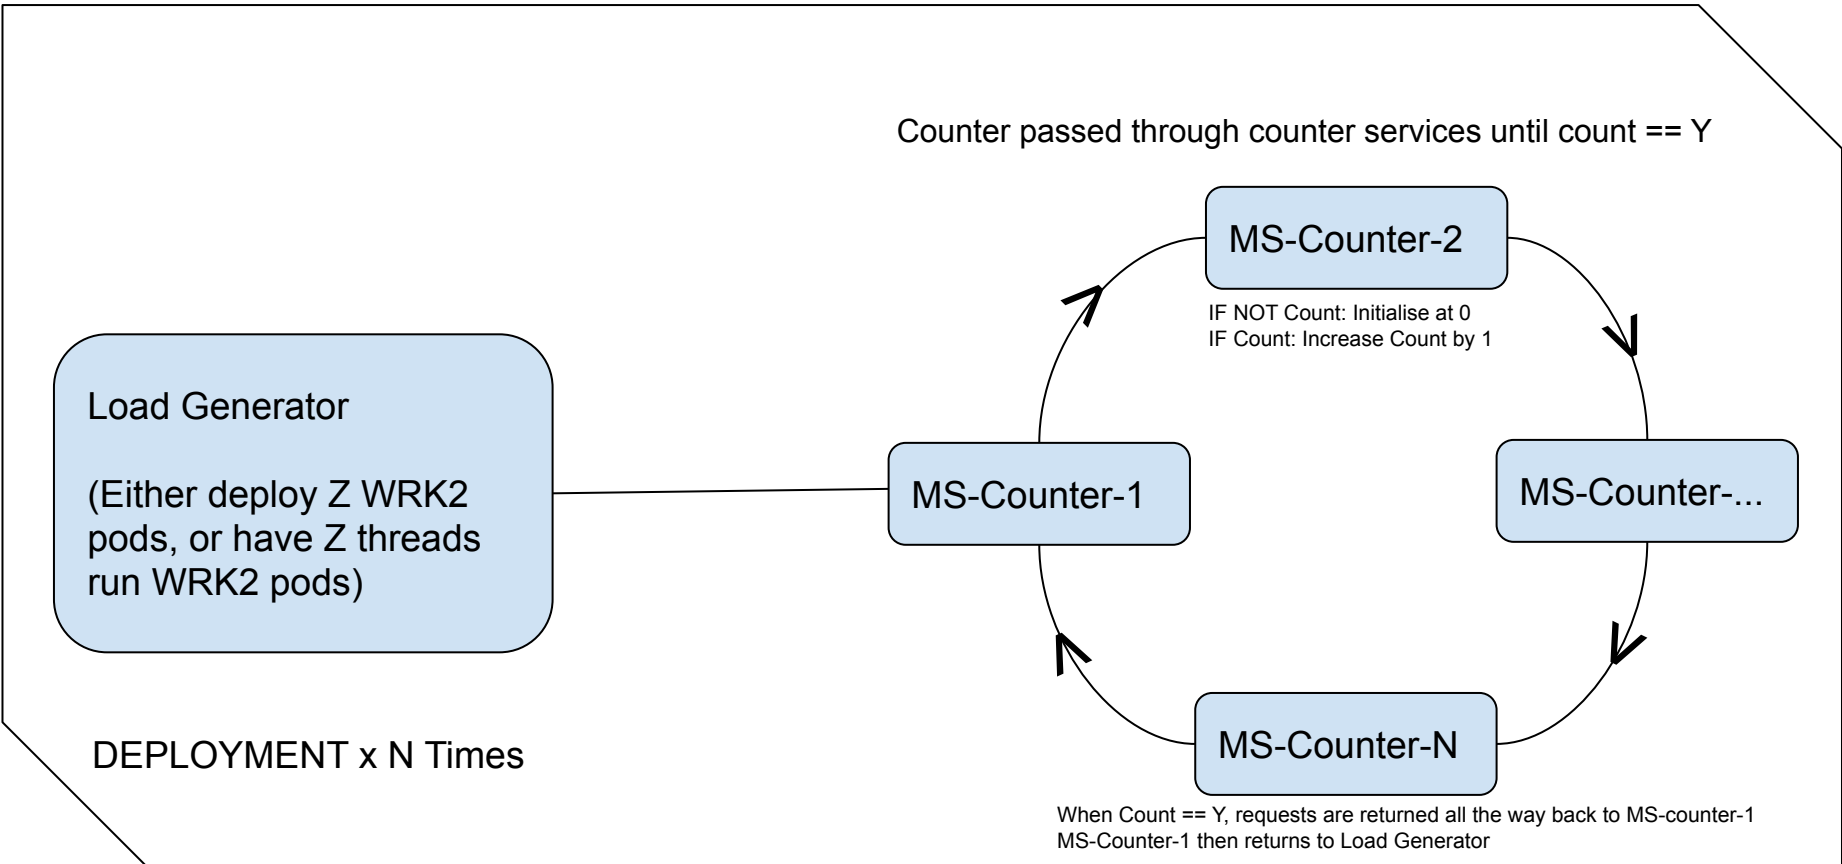 Counter passed through counter services until count == Y
MS-Counter-2
IF NOT Count: Initialise at 0
IF Count: Increase Count by 1
Load Generator
(Either deploy Z WRK2
pods, or have Z threads
run WRK2 pods)
MS-Counter-1
MS-Counter-...
MS-Counter-N
DEPLOYMENT x N Times
When Count == Y, requests are returned all the way back to MS-counter-1
MS-Counter-1 then returns to Load Generator